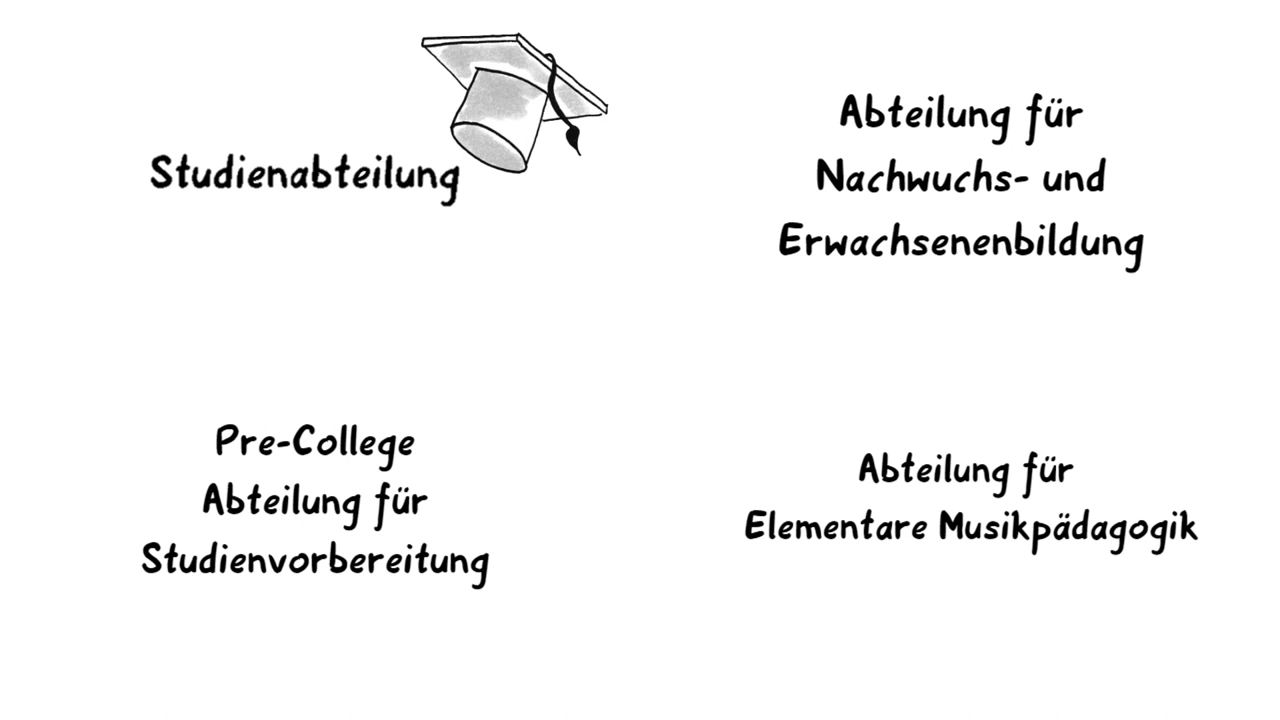 Studienabteilung
Abteilung für
Nachwuchs- und
Erwachsenenbildung
Pre-College
Abteilung für
Studienvorbereitung
Abteilung für
Elementare Musikpädagogik